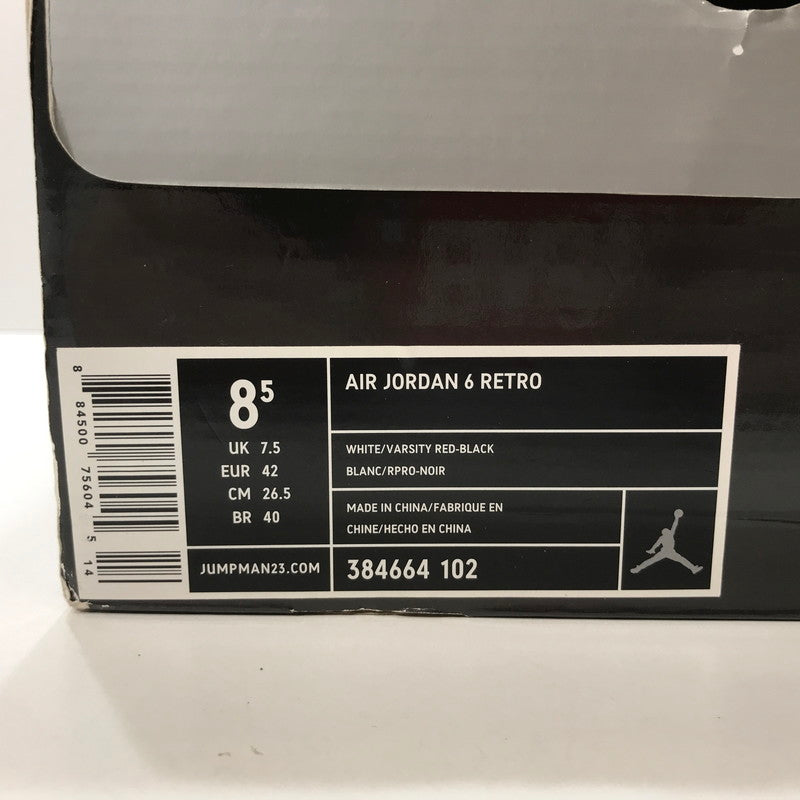 8 84500 75604 5 14
8⁵
UK 7.5
EUR 42
CM 26.5
BR 40
JUMPMAN23.COM
AIR JORDAN 6 RETRO
WHITE/VARSITY RED-BLACK
BLANC/RPRO-NOIR
MADE IN CHINA/FABRIQUE EN
CHINE/HECHO EN CHINA
384664 102